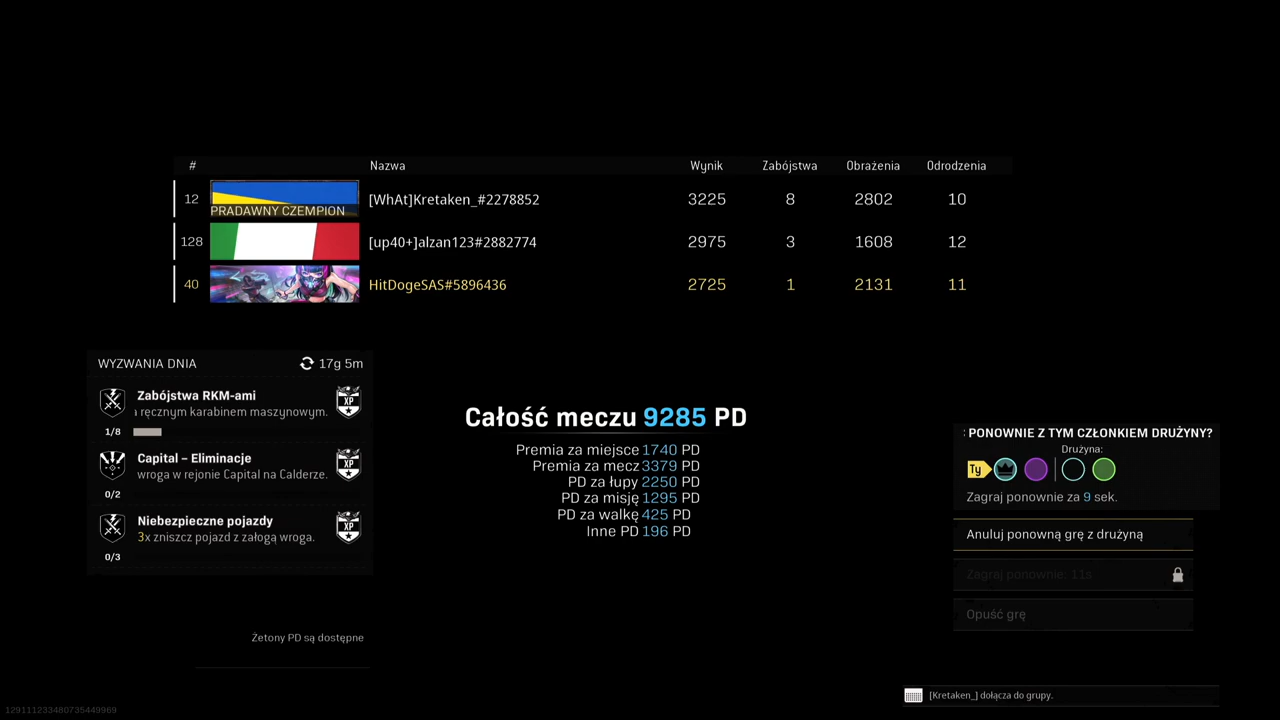 # Nazwa Wynik Zabójstwa Obrażenia Odrodzenia
12 PRADAWNY CZEMPION [WhAt]Kretaken_#2278852 3225 8 2802 10
128 [up40+]alzan123#2882774 2975 3 1608 12
40 HitDogeSAS#5896436 2725 1 2131 11
WYZWANIA DNIA 17g 5m
Zabójstwa RKM-ami
a ręcznym karabinem maszynowym.
XP
1/8
Capital – Eliminacje
wroga w rejonie Capital na Calderze.
XP
0/2
Niebezpieczne pojazdy
3x zniszcz pojazd z załogą wroga.
XP
0/3
Żetony PD są dostępne
Całość meczu 9285 PD
Premia za miejsce 1740 PD
Premia za mecz 3379 PD
PD za łupy 2250 PD
PD za misję 1295 PD
PD za walkę 425 PD
Inne PD 196 PD
: PONOWNIE Z TYM CZŁONKIEM DRUŻYNY?
Drużyna:
Ty
Zagraj ponownie za 9 sek.
Anuluj ponowną grę z drużyną
Zagraj ponownie: 11s
Opuść grę
[Kretaken_] dołącza do grupy.
129111233480735449969